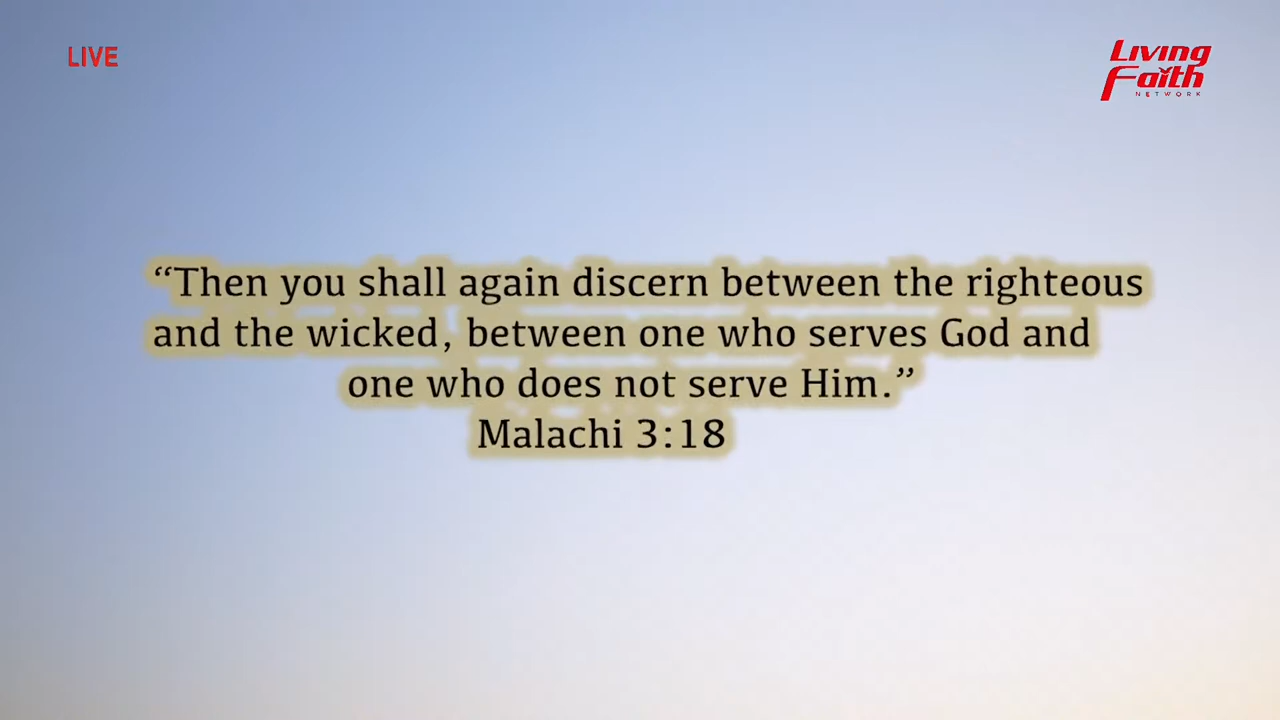 LIVE
Living
Faith
NETWORK
“Then you shall again discern between the righteous
and the wicked, between one who serves God and
one who does not serve Him.”
Malachi 3:18